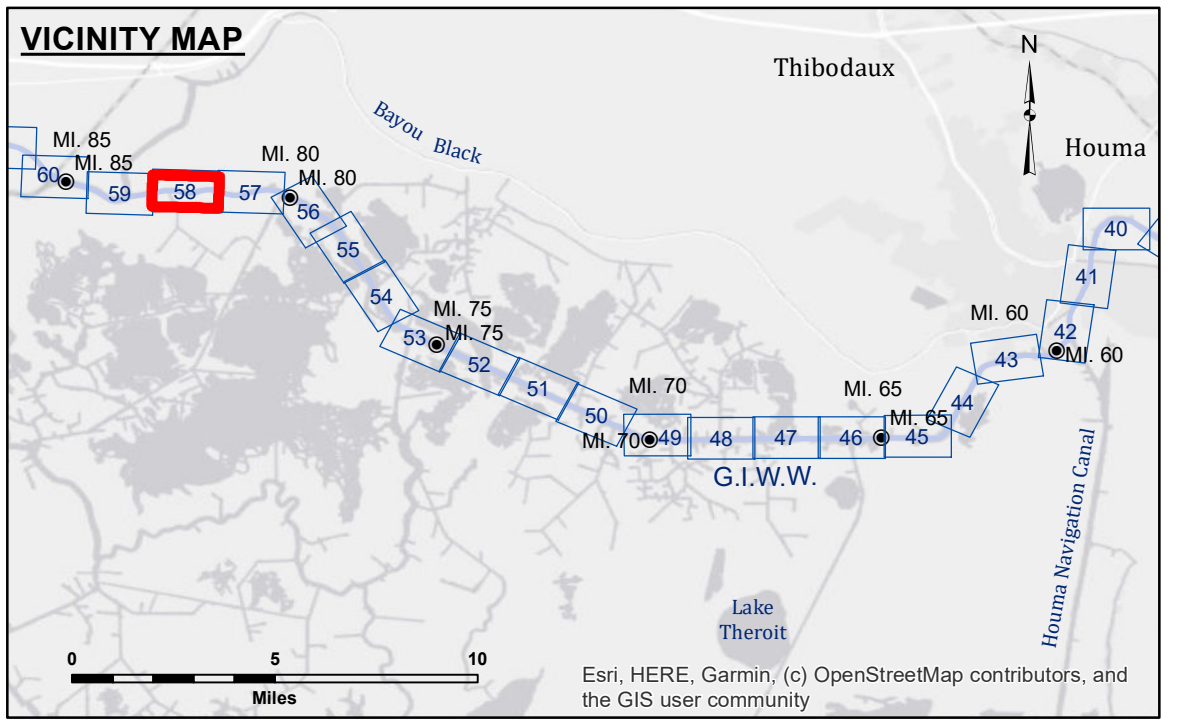 VICINITY MAP
N
Thibodaux
Houma
Bayou Black
MI. 85
MI. 85
60
59
58
57
MI. 80
MI. 80
56
55
54
53
MI. 75
MI. 75
52
51
50
MI. 70
MI. 70
49
48
47
46
MI. 65
MI. 65
45
44
43
MI. 60
MI. 60
42
41
40
G.I.W.W.
Houma Navigation Canal
Lake
Theroit
0 5 10
Miles
Esri, HERE, Garmin, (c) OpenStreetMap contributors, and
the GIS user community